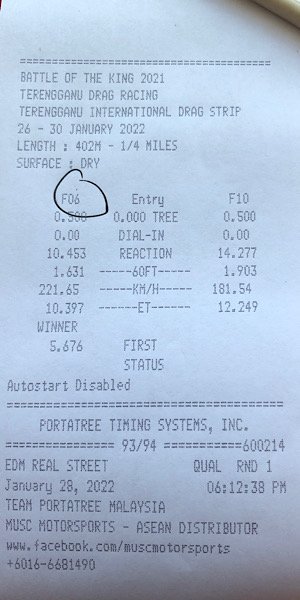 ========================================
BATTLE OF THE KING 2021
TERENGGANU DRAG RACING
TERENGGANU INTERNATIONAL DRAG STRIP
26 - 30 JANUARY 2022
LENGTH : 402M - 1/4 MILES
SURFACE : DRY
F06 Entry F10
0.500 0.000 TREE 0.500
0.00 DIAL-IN 0.00
10.453 REACTION 14.277
1.631 -----60FT------ 1.903
221.65 -----KM/H----- 181.54
10.397 ------ET------ 12.249
WINNER
5.676 FIRST
STATUS
Autostart Disabled
========================================
PORTATREE TIMING SYSTEMS, INC.
=============== 93/94 ===========600214
EDM REAL STREET QUAL RND 1
January 28, 2022 06:12:38 PM
TEAM PORTATREE MALAYSIA
MUSC MOTORSPORTS - ASEAN DISTRIBUTOR
www.facebook.com/muscmotorsports
+6016-6681490